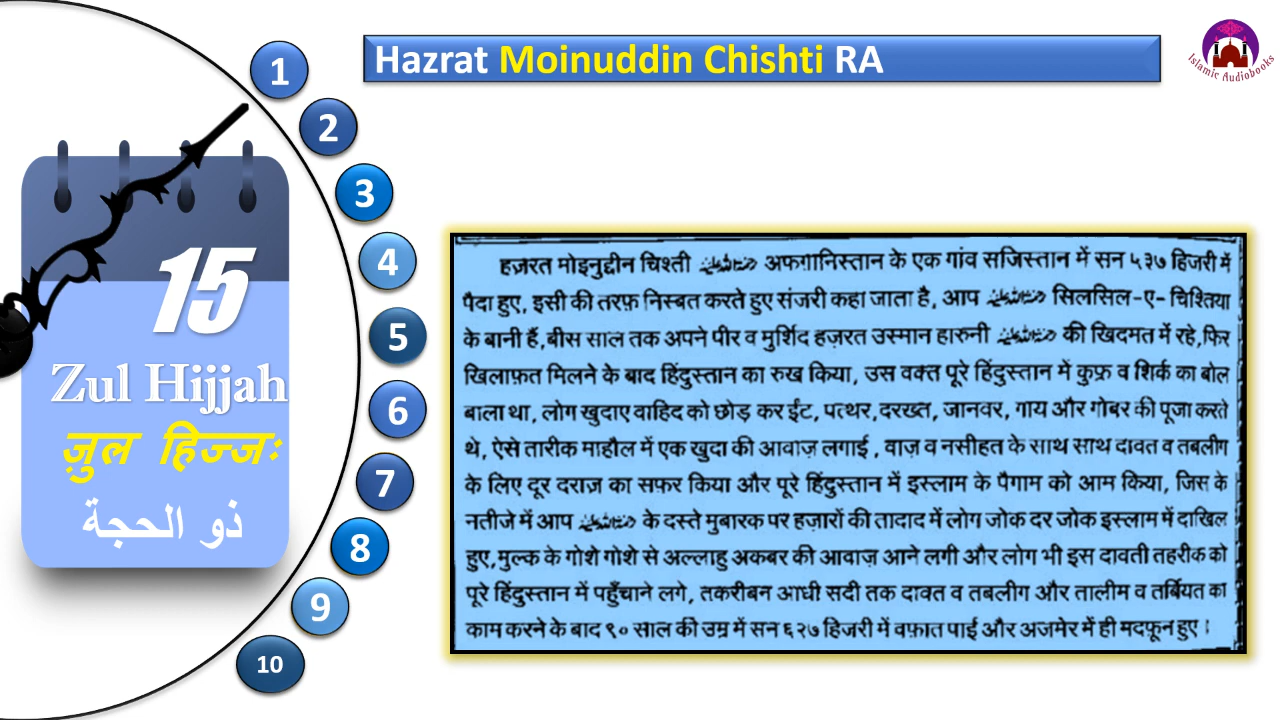 Hazrat Moinuddin Chishti RA
Islamic Audiobooks
1
2
3
4
5
6
7
8
9
10
15
Zul Hijjah
ज़ुल हिज्जः
ذو الحجة
हज़रत मोइनुद्दीन चिश्ती अफग़ानिस्तान के एक गांव सजिस्तान में सन ५३७ हिजरी में
पैदा हुए, इसी की तरफ़ निस्बत करते हुए संजरी कहा जाता है, आप सिलसिल-ए- चिश्तिया
के बानी हैं,बीस साल तक अपने पीर व मुर्शिद हज़रत उस्मान हारुनी की खिदमत में रहे,फिर
खिलाफ़त मिलने के बाद हिंदुस्तान का रुख किया, उस वक्त पूरे हिंदुस्तान में कुफ़्र व शिर्क का बोल
बाला था, लोग खुदाए वाहिद को छोड़ कर ईंट, पत्थर,दरख्त, जानवर, गाय और गोबर की पूजा करते
थे, ऐसे तारीक माहौल में एक खुदा की आवाज़ लगाई , वाज़ व नसीहत के साथ साथ दावत व तबलीग
के लिए दूर दराज़ का सफ़र किया और पूरे हिंदुस्तान में इस्लाम के पैगाम को आम किया, जिस के
नतीजे में आप के दस्ते मुबारक पर हज़ारों की तादाद में लोग जोक दर जोक इस्लाम में दाखिल
हुए,मुल्क के गोशे गोशे से अल्लाहु अकबर की आवाज़ आने लगी और लोग भी इस दावती तहरीक को
पूरे हिंदुस्तान में पहुँचाने लगे, तकरीबन आधी सदी तक दावत व तबलीग और तालीम व तर्बियत का
काम करने के बाद ९० साल की उम्र में सन ६२७ हिजरी में वफ़ात पाई और अजमेर में ही मदफ़ून हुए ।